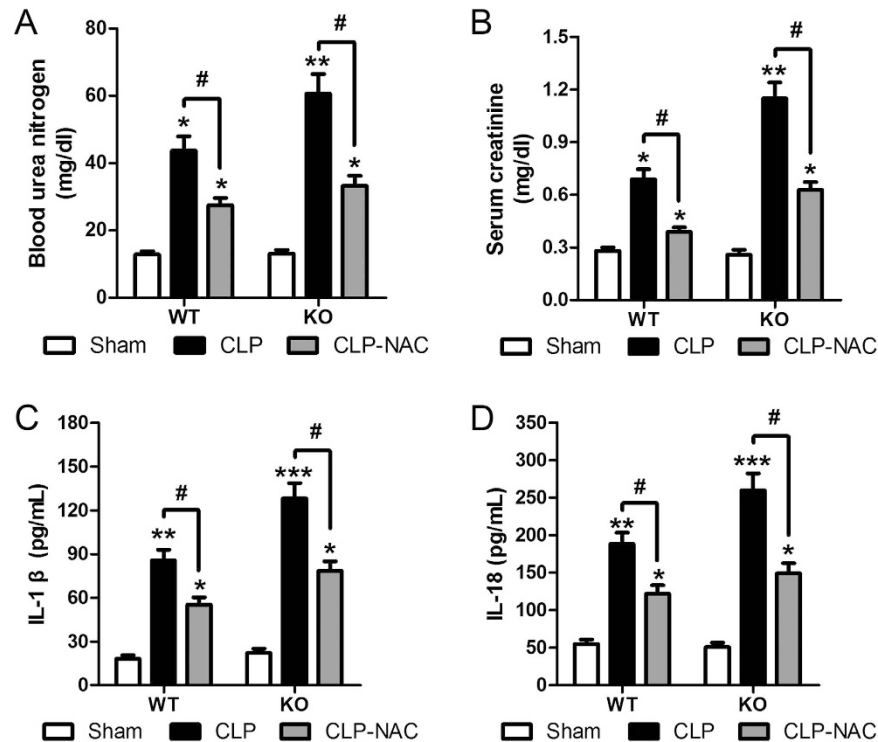 A
Blood urea nitrogen
(mg/dl)
80
60
40
20
0
#
*
*
#
**
*
WT
KO
Sham
CLP
CLP-NAC
B
Serum creatinine
(mg/dl)
1.5
1.2
0.9
0.6
0.3
0.0
#
*
*
#
**
*
WT
KO
Sham
CLP
CLP-NAC
C
IL-1 β (pg/mL)
180
150
120
90
60
30
0
#
**
*
#
***
*
WT
KO
Sham
CLP
CLP-NAC
D
IL-18 (pg/mL)
350
300
250
200
150
100
50
0
#
**
*
#
***
*
WT
KO
Sham
CLP
CLP-NAC